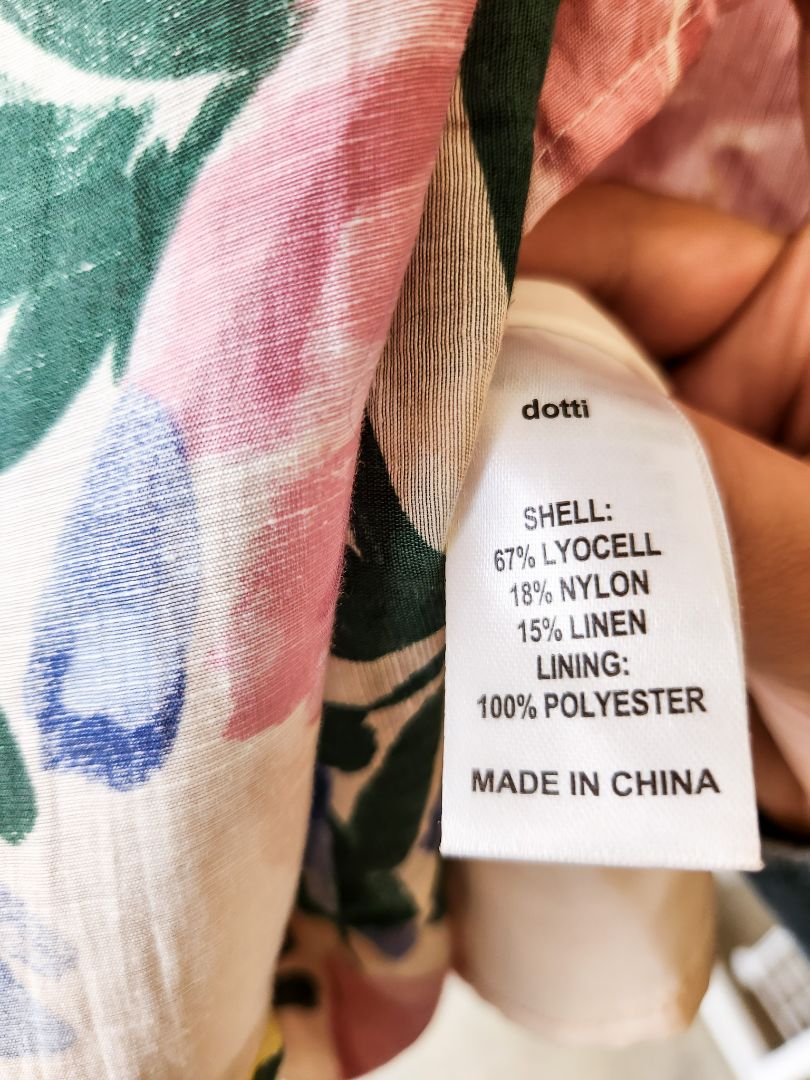 dotti
SHELL:
67% LYOCELL
18% NYLON
15% LINEN
LINING:
100% POLYESTER
MADE IN CHINA